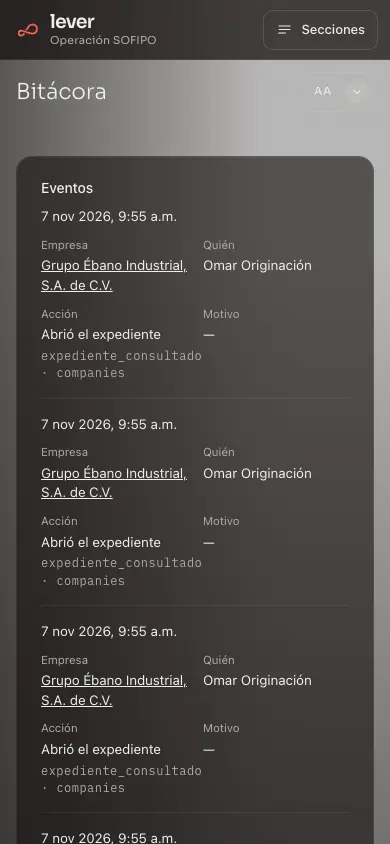 lever
Operación SOFIPO
Secciones
Bitácora
AA
Eventos
7 nov 2026, 9:55 a.m.
Empresa
Quién
Grupo Ébano Industrial,
S.A. de C.V.
Omar Originación
Acción
Motivo
Abrió el expediente
—
expediente_consultado
· companies
7 nov 2026, 9:55 a.m.
Empresa
Quién
Grupo Ébano Industrial,
S.A. de C.V.
Omar Originación
Acción
Motivo
Abrió el expediente
—
expediente_consultado
· companies
7 nov 2026, 9:55 a.m.
Empresa
Quién
Grupo Ébano Industrial,
S.A. de C.V.
Omar Originación
Acción
Motivo
Abrió el expediente
—
expediente_consultado
· companies
7 nov 2026, 9:55 a.m.